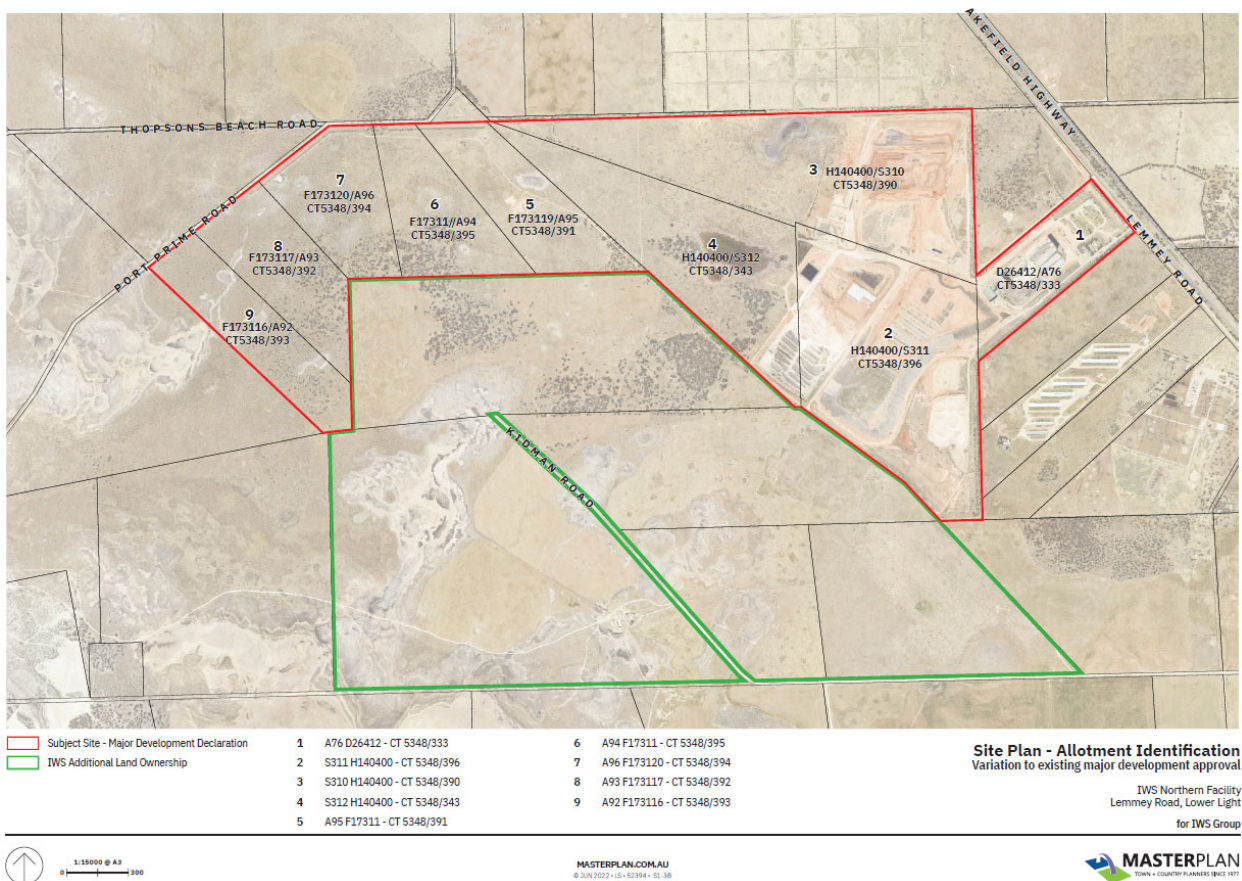 AKEFIELD HIGHWAY
THOPSONS BEACH ROAD
LEMMEY ROAD
PORT PRIME ROAD
3 H140400/S310
CT5348/390
7
F173120/A96
CT5348/394
6
F17311//A94
CT5348/395
5
F173119/A95
CT5348/391
1
D26412/A76
CT5348/333
4
H140400/S312
CT5348/343
8
F173117/A93
CT5348/392
9
F173116/A92
CT5348/393
2
H140400/S311
CT5348/396
KIDMAN ROAD
Subject Site - Major Development Declaration
IWS Additional Land Ownership
1 A76 D26412 - CT 5348/333
2 S311 H140400 - CT 5348/396
3 S310 H140400 - CT 5348/390
4 S312 H140400 - CT 5348/343
5 A95 F17311 - CT 5348/391
6 A94 F17311 - CT 5348/395
7 A96 F173120 - CT 5348/394
8 A93 F173117 - CT 5348/392
9 A92 F173116 - CT 5348/393
Site Plan - Allotment Identification
Variation to existing major development approval
IWS Northern Facility
Lemmey Road, Lower Light
for IWS Group
1:15000 @ A3
0 300
MASTERPLAN.COM.AU
© JUN 2022 • LS • 52394 • S1-3B
MASTERPLAN
TOWN + COUNTRY PLANNERS SINCE 1977